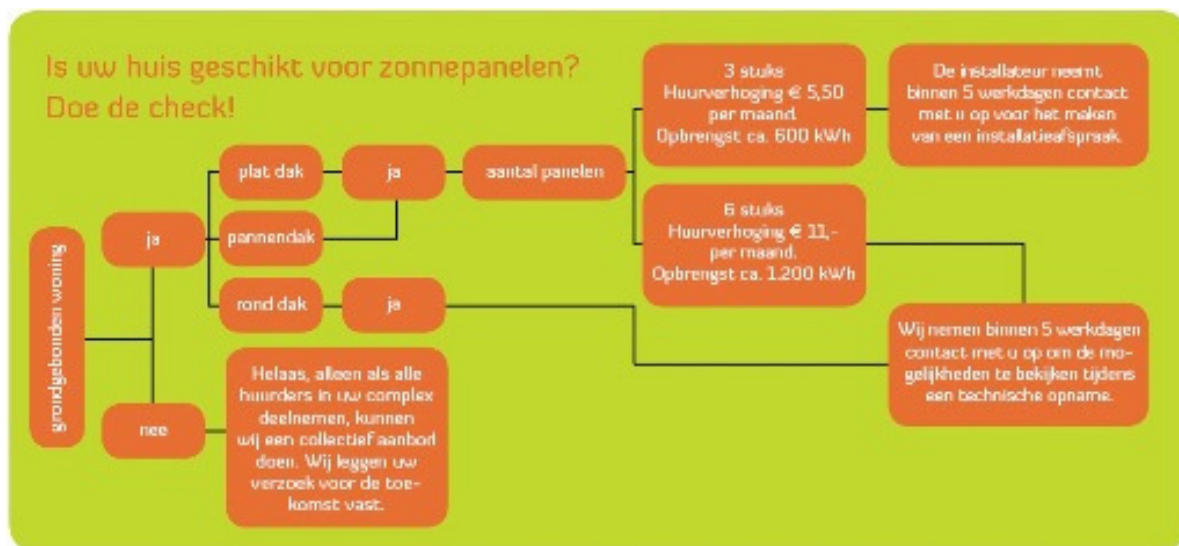 Is uw huis geschikt voor zonnepanelen?
Doe de check!
grondgebonden woning
ja
nee
plat dak
pannendak
rond dak
ja
ja
Helaas, alleen als alle
huurders in uw complex
deelnemen, kunnen
wij een collectief aanbod
doen. Wij leggen uw
verzoek voor de toe-
komst vast.
aantal panelen
3 stuks
Huurverhoging € 5,50
per maand.
Opbrengst ca. 600 kWh
6 stuks
Huurverhoging € 11,-
per maand.
Opbrengst ca. 1.200 kWh
De installateur neemt
binnen 5 werkdagen contact
met u op voor het maken
van een installatieafspraak.
Wij nemen binnen 5 werkdagen
contact met u op om de mo-
gelijkheden te bekijken tijdens
een technische opname.